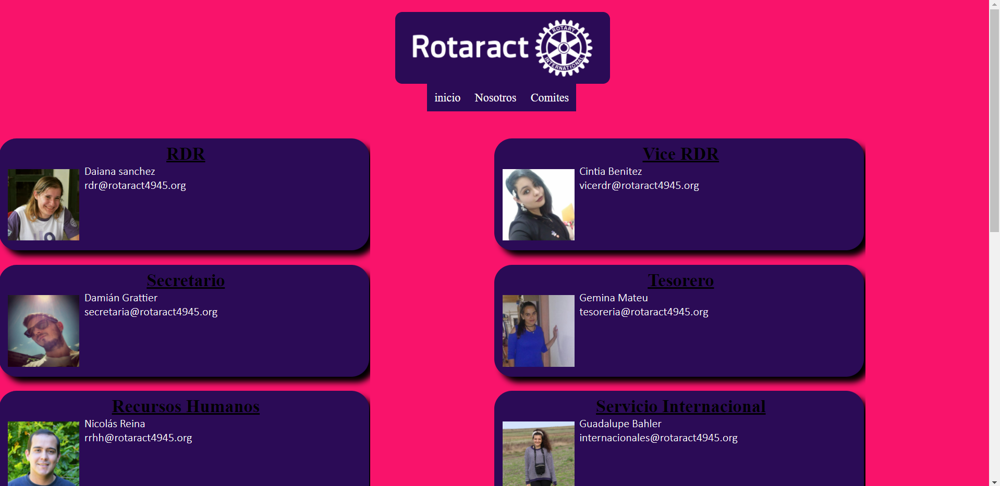 Rotaract
ROTARY
INTERNATIONAL
inicio Nosotros Comites
RDR
Daiana sanchez
rdr@rotaract4945.org
Vice RDR
Cintia Benitez
vicerdr@rotaract4945.org
Secretario
Damián Grattier
secretaria@rotaract4945.org
Tesorero
Gemina Mateu
tesoreria@rotaract4945.org
Recursos Humanos
Nicolás Reina
rrhh@rotaract4945.org
Servicio Internacional
Guadalupe Bahler
internacionales@rotaract4945.org